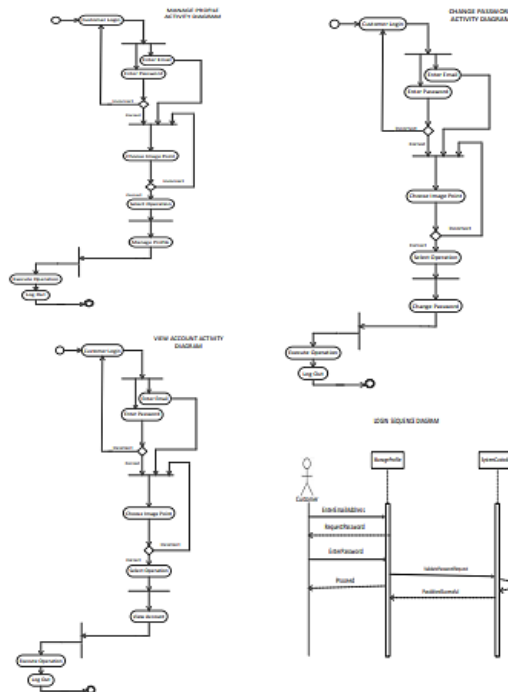 MANAGE PROFILE
ACTIVITY DIAGRAM
Customer Login
Enter Email
Enter Password
Incorrect
Correct
Choose Image Point
Incorrect
Correct
Select Operation
Manage Profile
Execute Operation
Log Out
CHANGE PASSWORD
ACTIVITY DIAGRAM
Customer Login
Enter Email
Enter Password
Incorrect
Correct
Choose Image Point
Incorrect
Correct
Select Operation
Change Password
Execute Operation
Log Out
VIEW ACCOUNT ACTIVITY
DIAGRAM
Customer Login
Enter Email
Enter Password
Incorrect
Correct
Choose Image Point
Incorrect
Correct
Select Operation
View Account
Execute Operation
Log Out
LOGIN SEQUENCE DIAGRAM
ManageProfile
Customer
EnterEmailAddress
RequestPassword
EnterPassword
Proceed